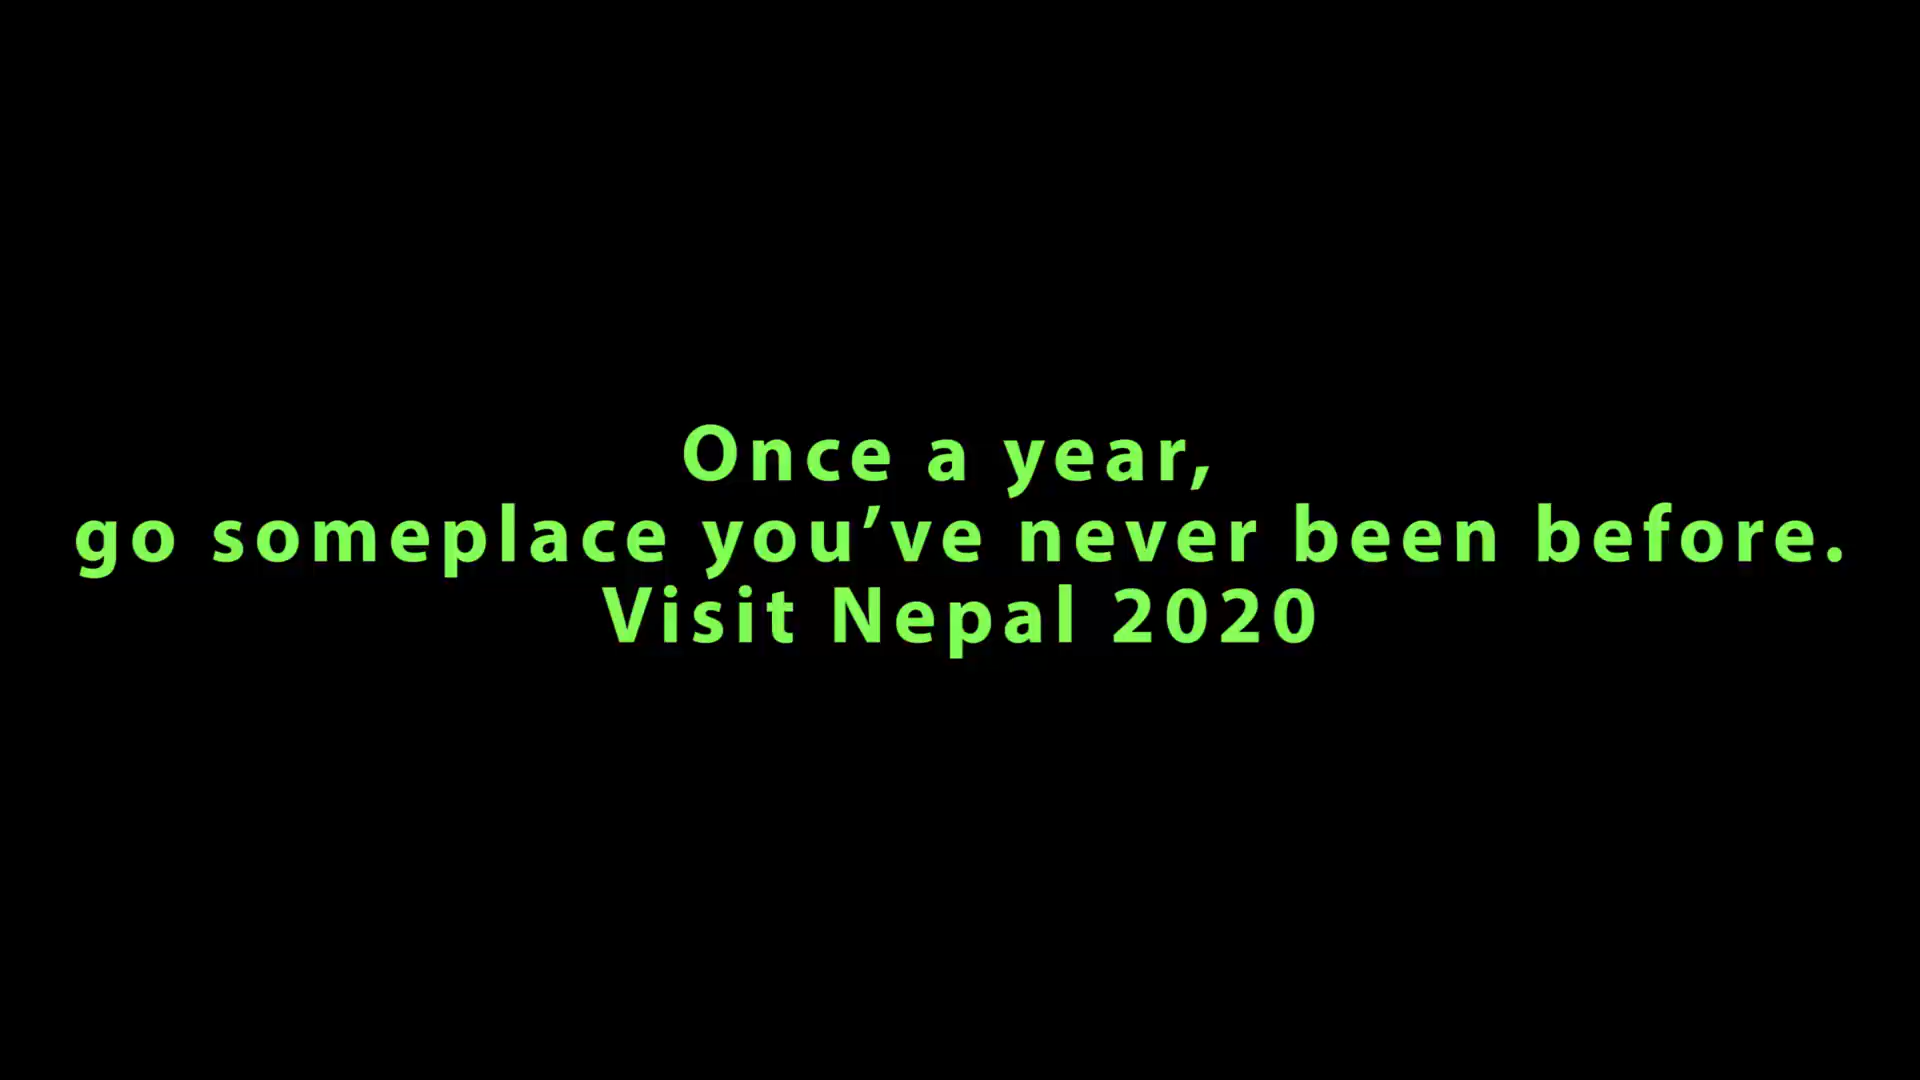 Once a year,
go someplace you’ve never been before.
Visit Nepal 2020